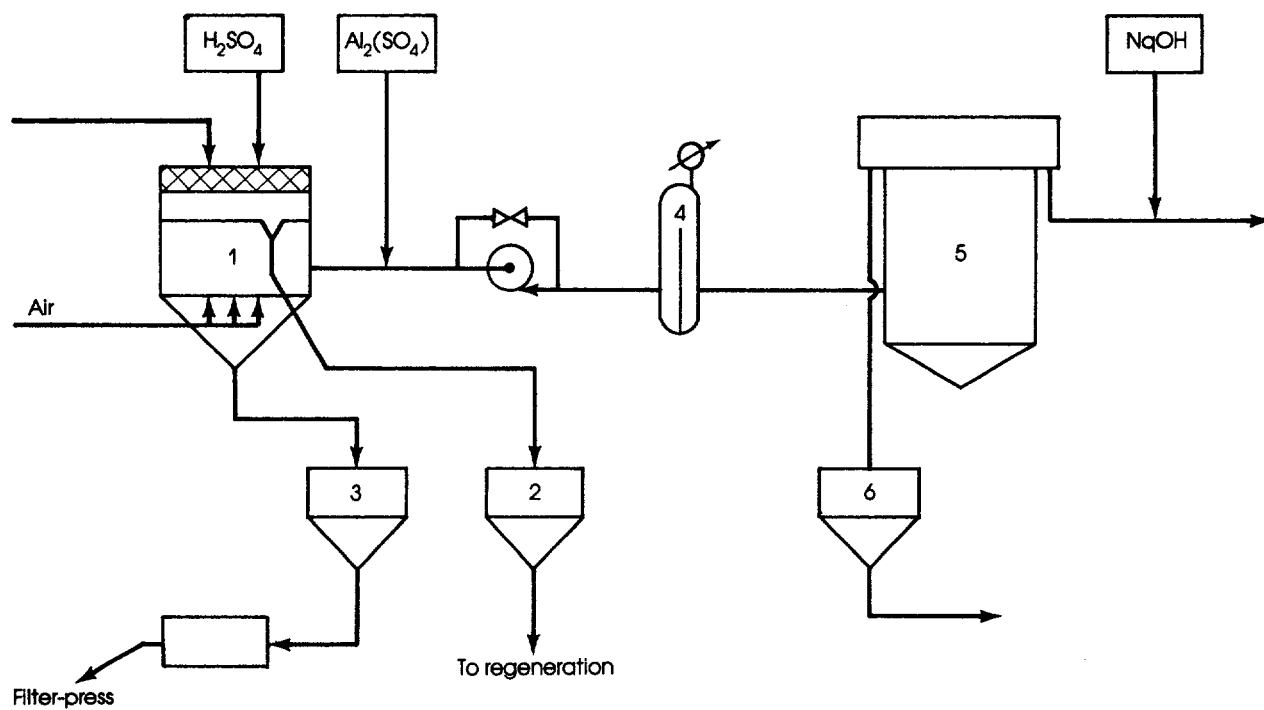 H₂SO₄
Al₂(SO₄)
NqOH
4
1
5
Air
3
2
6
To regeneration
Filter-press